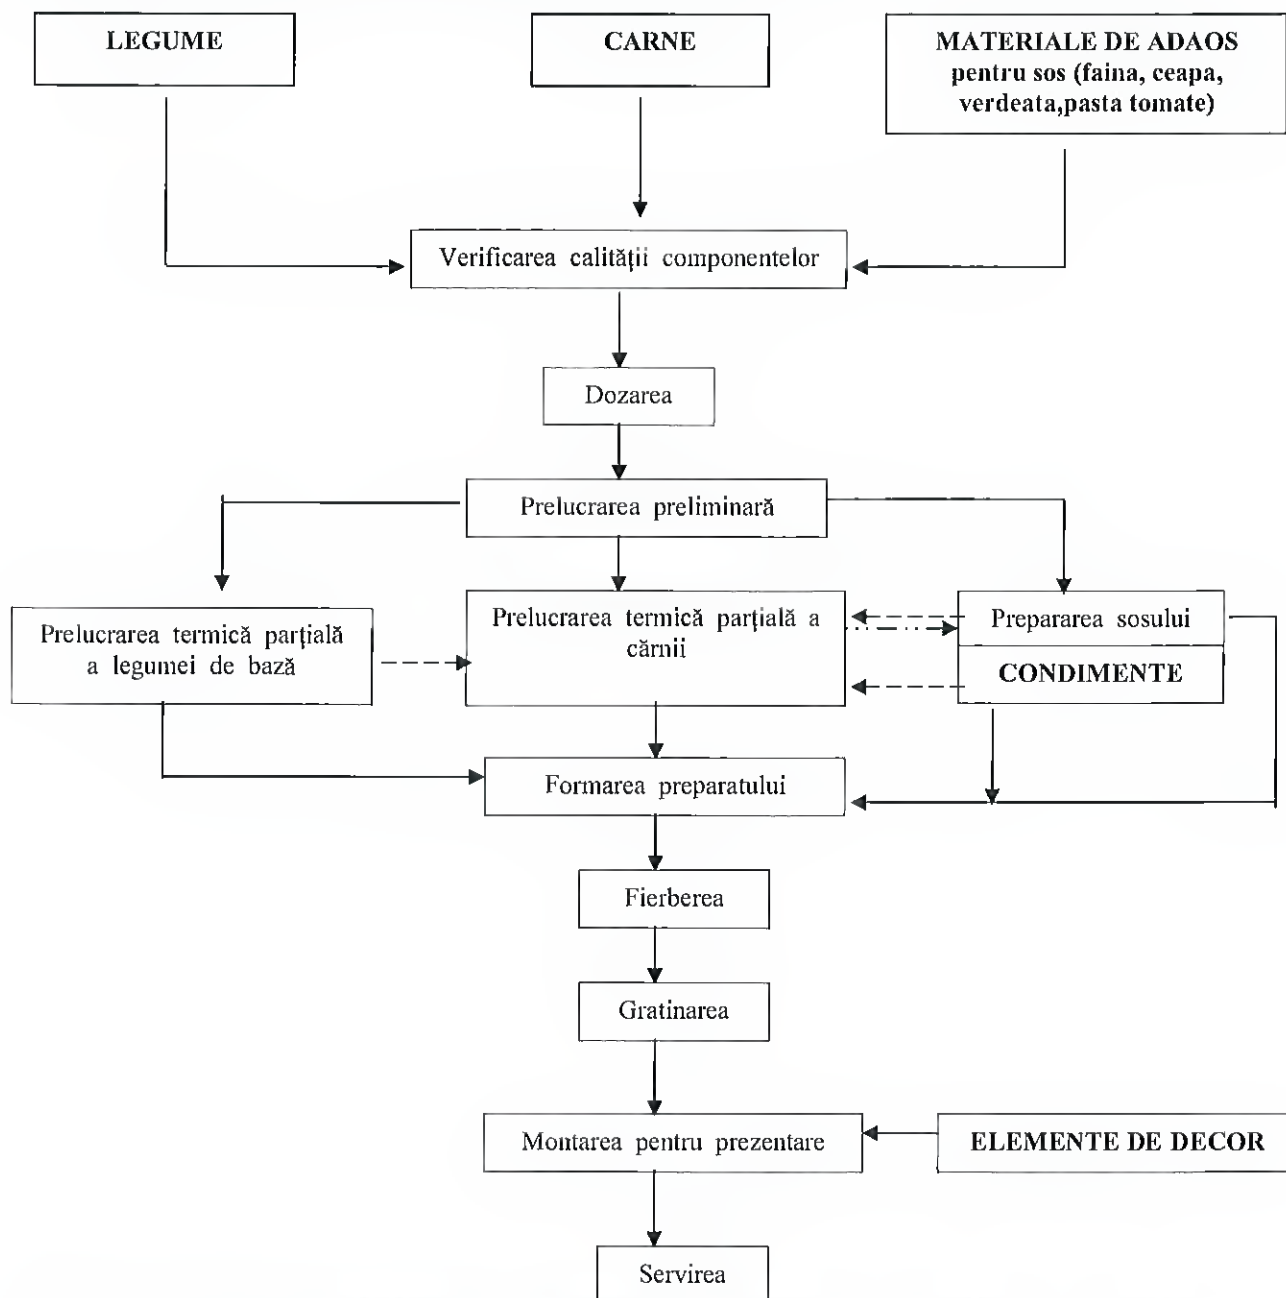 LEGUME
CARNE
MATERIALE DE ADAOS
pentru sos (faina, ceapa,
verdeata,pasta tomate)
Verificarea calității componentelor
Dozarea
Prelucrarea preliminară
Prelucrarea termică parțială
a legumei de bază
Prelucrarea termică parțială a
cărnii
Prepararea sosului
CONDIMENTE
Formarea preparatului
Fierberea
Gratinarea
Montarea pentru prezentare
ELEMENTE DE DECOR
Servirea